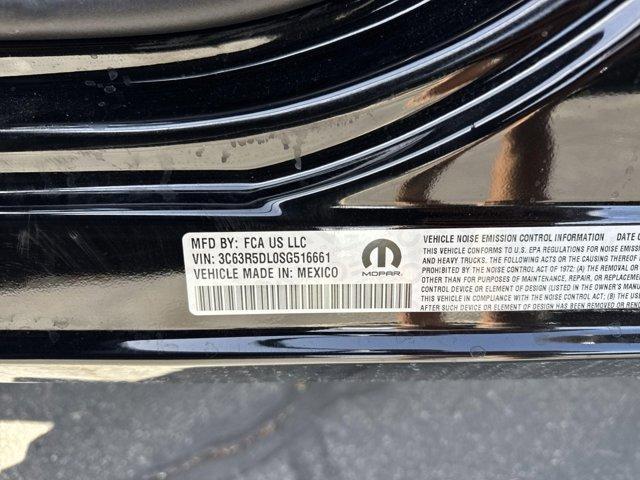 MFD BY: FCA US LLC
VIN: 3C63R5DL0SG516661
VEHICLE MADE IN: MEXICO
MOPAR
VEHICLE NOISE EMISSION CONTROL INFORMATION DATE O
THIS VEHICLE CONFORMS TO U.S. EPA REGULATIONS FOR NOISE
AND HEAVY TRUCKS. THE FOLLOWING ACTS OR THE CAUSING THEREOF
PROHIBITED BY THE NOISE CONTROL ACT OF 1972: (A) THE REMOVAL OR
OTHER THAN FOR PURPOSES OF MAINTENANCE, REPAIR, OR REPLACEMENT
CONTROL DEVICE OR ELEMENT OF DESIGN (LISTED IN THE OWNER'S MANUA
THIS VEHICLE IN COMPLIANCE WITH THE NOISE CONTROL ACT; (B) THE USE
AFTER SUCH DEVICE OR ELEMENT OF DESIGN HAS BEEN REMOVED OR REN